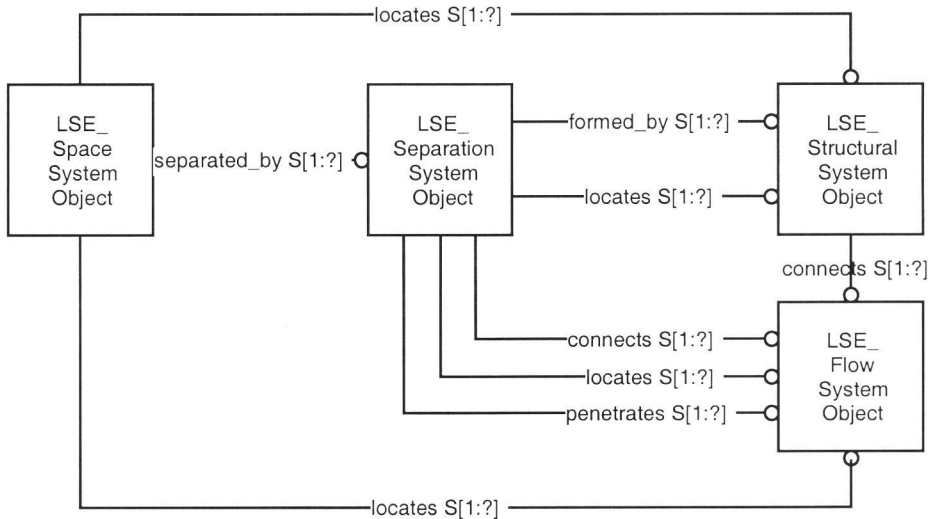 locates S[1:?]
LSE_
Space
System
Object
separated_by S[1:?]
LSE_
Separation
System
Object
formed_by S[1:?]
locates S[1:?]
LSE_
Structural
System
Object
connects S[1:?]
connects S[1:?]
locates S[1:?]
penetrates S[1:?]
LSE_
Flow
System
Object
locates S[1:?]